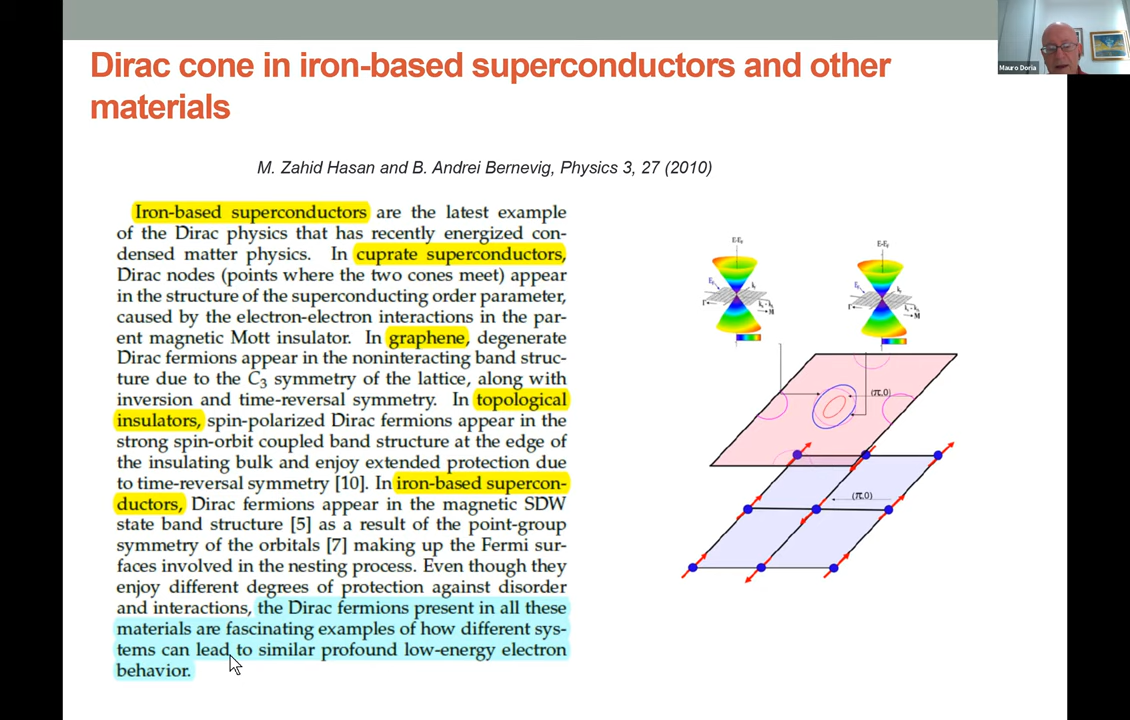 Dirac cone in iron-based superconductors and other
materials
Mauro Doria
M. Zahid Hasan and B. Andrei Bernevig, Physics 3, 27 (2010)
Iron-based superconductors are the latest example
of the Dirac physics that has recently energized con-
densed matter physics. In cuprate superconductors,
Dirac nodes (points where the two cones meet) appear
in the structure of the superconducting order parameter,
caused by the electron-electron interactions in the par-
ent magnetic Mott insulator. In graphene, degenerate
Dirac fermions appear in the noninteracting band struc-
ture due to the C3 symmetry of the lattice, along with
inversion and time-reversal symmetry. In topological
insulators, spin-polarized Dirac fermions appear in the
strong spin-orbit coupled band structure at the edge of
the insulating bulk and enjoy extended protection due
to time-reversal symmetry [10]. In iron-based supercon-
ductors, Dirac fermions appear in the magnetic SDW
state band structure [5] as a result of the point-group
symmetry of the orbitals [7] making up the Fermi sur-
faces involved in the nesting process. Even though they
enjoy different degrees of protection against disorder
and interactions, the Dirac fermions present in all these
materials are fascinating examples of how different sys-
tems can lead to similar profound low-energy electron
behavior.
E-EF
E-EF
M
M
(π,0)
(π,0)